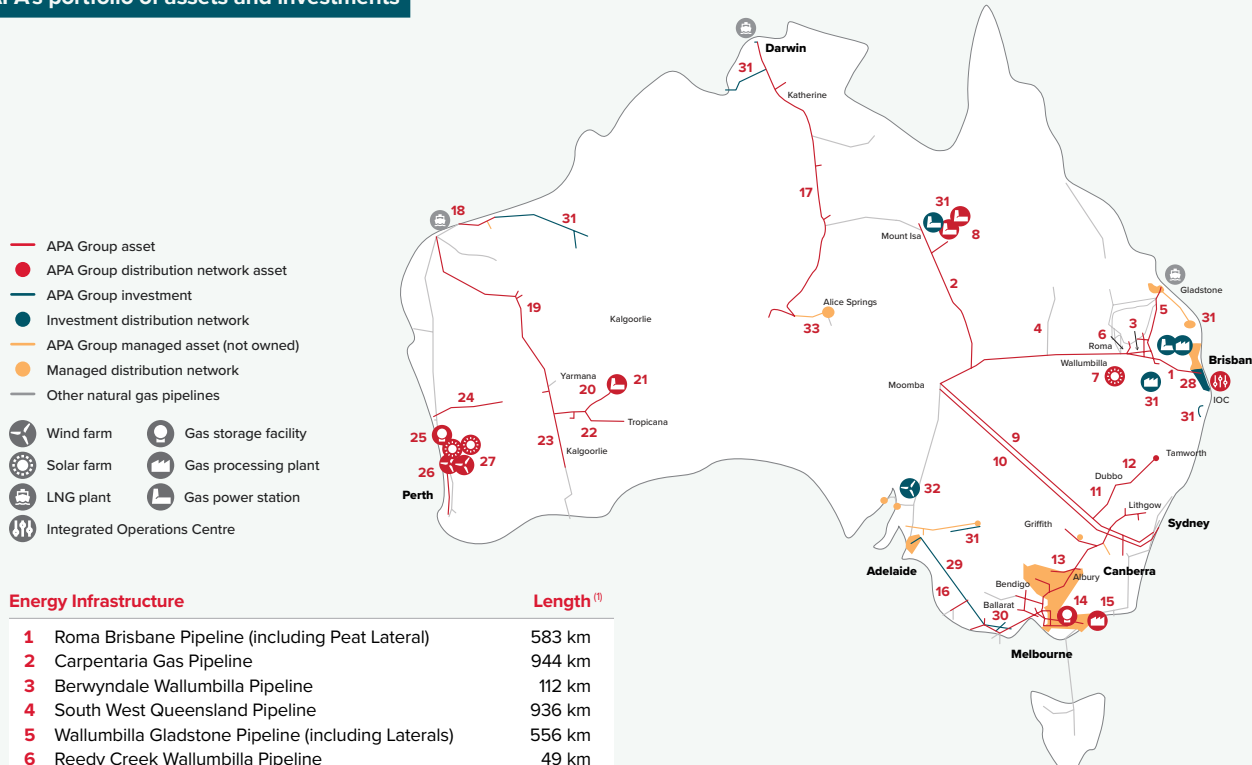 APA's portfolio of assets and investments
APA Group asset
APA Group distribution network asset
APA Group investment
Investment distribution network
APA Group managed asset (not owned)
Managed distribution network
Other natural gas pipelines
Wind farm
Gas storage facility
Solar farm
Gas processing plant
LNG plant
Gas power station
Integrated Operations Centre
Darwin
31
Katherine
17
18
31
31
Mount Isa
8
2
19
Kalgoorlie
Alice Springs
33
Gladstone
5
31
4
6
3
Roma
Wallumbilla
7
1
28
Brisban
IOC
31
31
Yarmana
20
21
Moomba
24
22
Tropicana
23
Kalgoorlie
25
26
27
Perth
9
10
12
Tamworth
Dubbo
11
Lithgow
32
Griffith
Sydney
31
Adelaide
29
13
Canberra
Bendigo
Albury
16
Ballarat
14
15
30
Melbourne
Energy Infrastructure Length (1)
1 Roma Brisbane Pipeline (including Peat Lateral) 583 km
2 Carpentaria Gas Pipeline 944 km
3 Berwyndale Wallumbilla Pipeline 112 km
4 South West Queensland Pipeline 936 km
5 Wallumbilla Gladstone Pipeline (including Laterals) 556 km
6 Reedy Creek Wallumbilla Pipeline 49 km